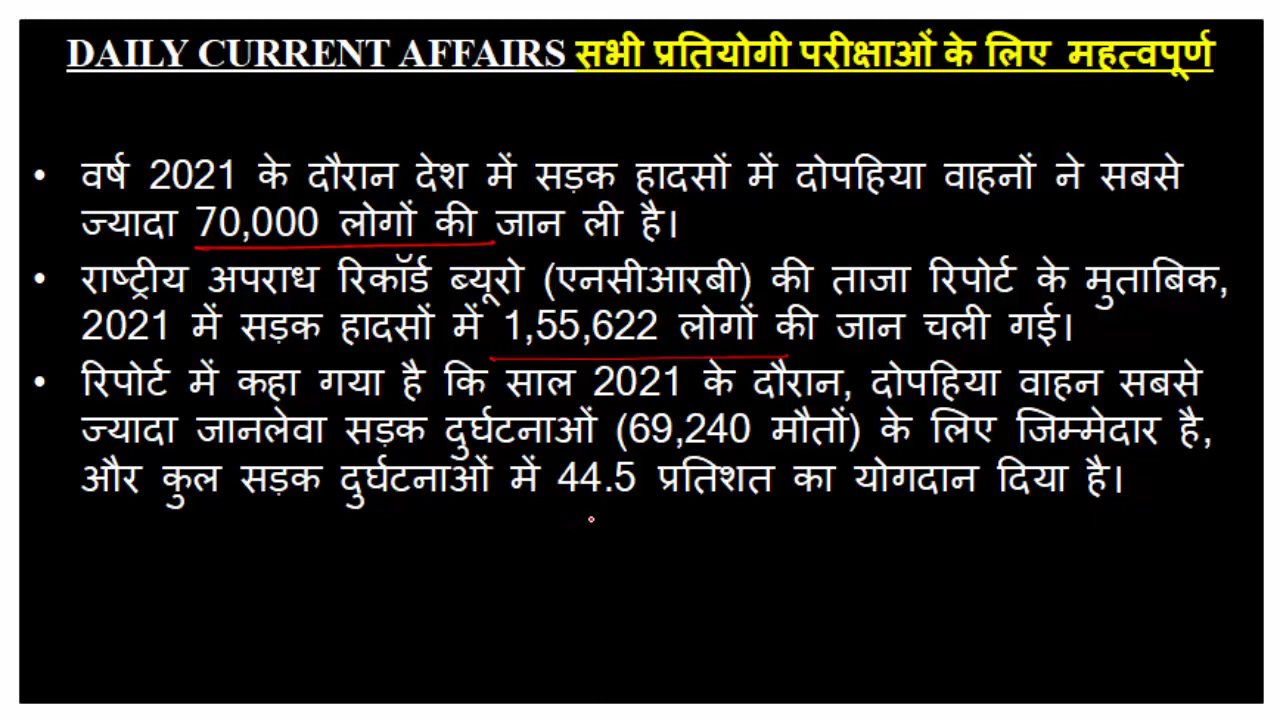 DAILY CURRENT AFFAIRS सभी प्रतियोगी परीक्षाओं के लिए महत्वपूर्ण
• वर्ष 2021 के दौरान देश में सड़क हादसों में दोपहिया वाहनों ने सबसे
ज्यादा 70,000 लोगों की जान ली है।
• राष्ट्रीय अपराध रिकॉर्ड ब्यूरो (एनसीआरबी) की ताजा रिपोर्ट के मुताबिक,
2021 में सड़क हादसों में 1,55,622 लोगों की जान चली गई।
• रिपोर्ट में कहा गया है कि साल 2021 के दौरान, दोपहिया वाहन सबसे
ज्यादा जानलेवा सड़क दुर्घटनाओं (69,240 मौतों) के लिए जिम्मेदार है,
और कुल सड़क दुर्घटनाओं में 44.5 प्रतिशत का योगदान दिया है।